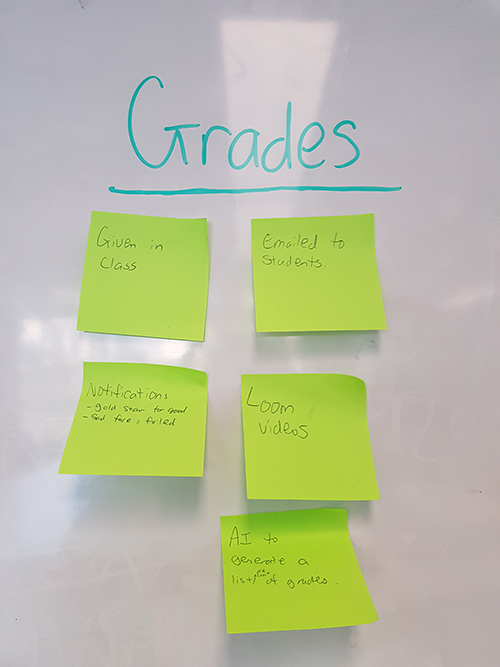 Grades
Given in
Class
Emailed to
Students.
Notifications
- gold star for good
- Sad face = failed
Loom
videos
AI to
generate a
list/ of grades.